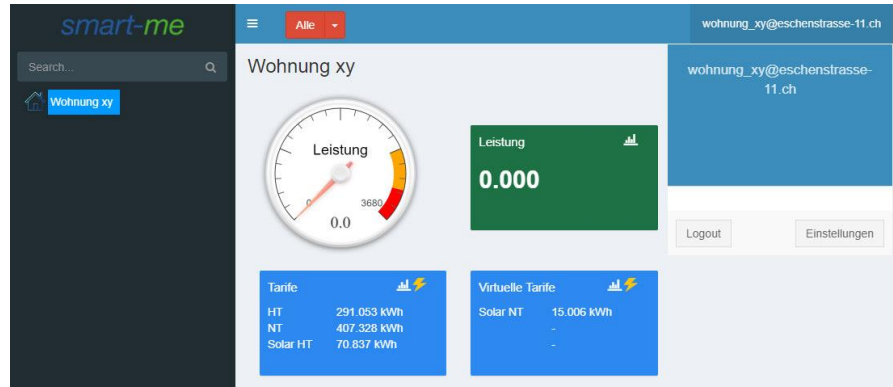 smart-me
Alle
wohnung_xy@eschenstrasse-11.ch
Search...
Wohnung xy
Wohnung xy
wohnung_xy@eschenstrasse-
11.ch
Leistung
0
3680
0.0
Leistung
0.000
Logout
Einstellungen
Tarife
HT 291.053 kWh
NT 407.328 kWh
Solar HT 70.837 kWh
Virtuelle Tarife
Solar NT 15.006 kWh
-
-